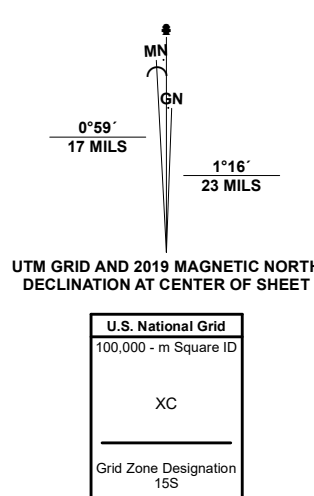 MN
GN
0°59´
17 MILS
1°16´
23 MILS
UTM GRID AND 2019 MAGNETIC NORTH
DECLINATION AT CENTER OF SHEET
U.S. National Grid
100,000 - m Square ID
XC
Grid Zone Designation
15S